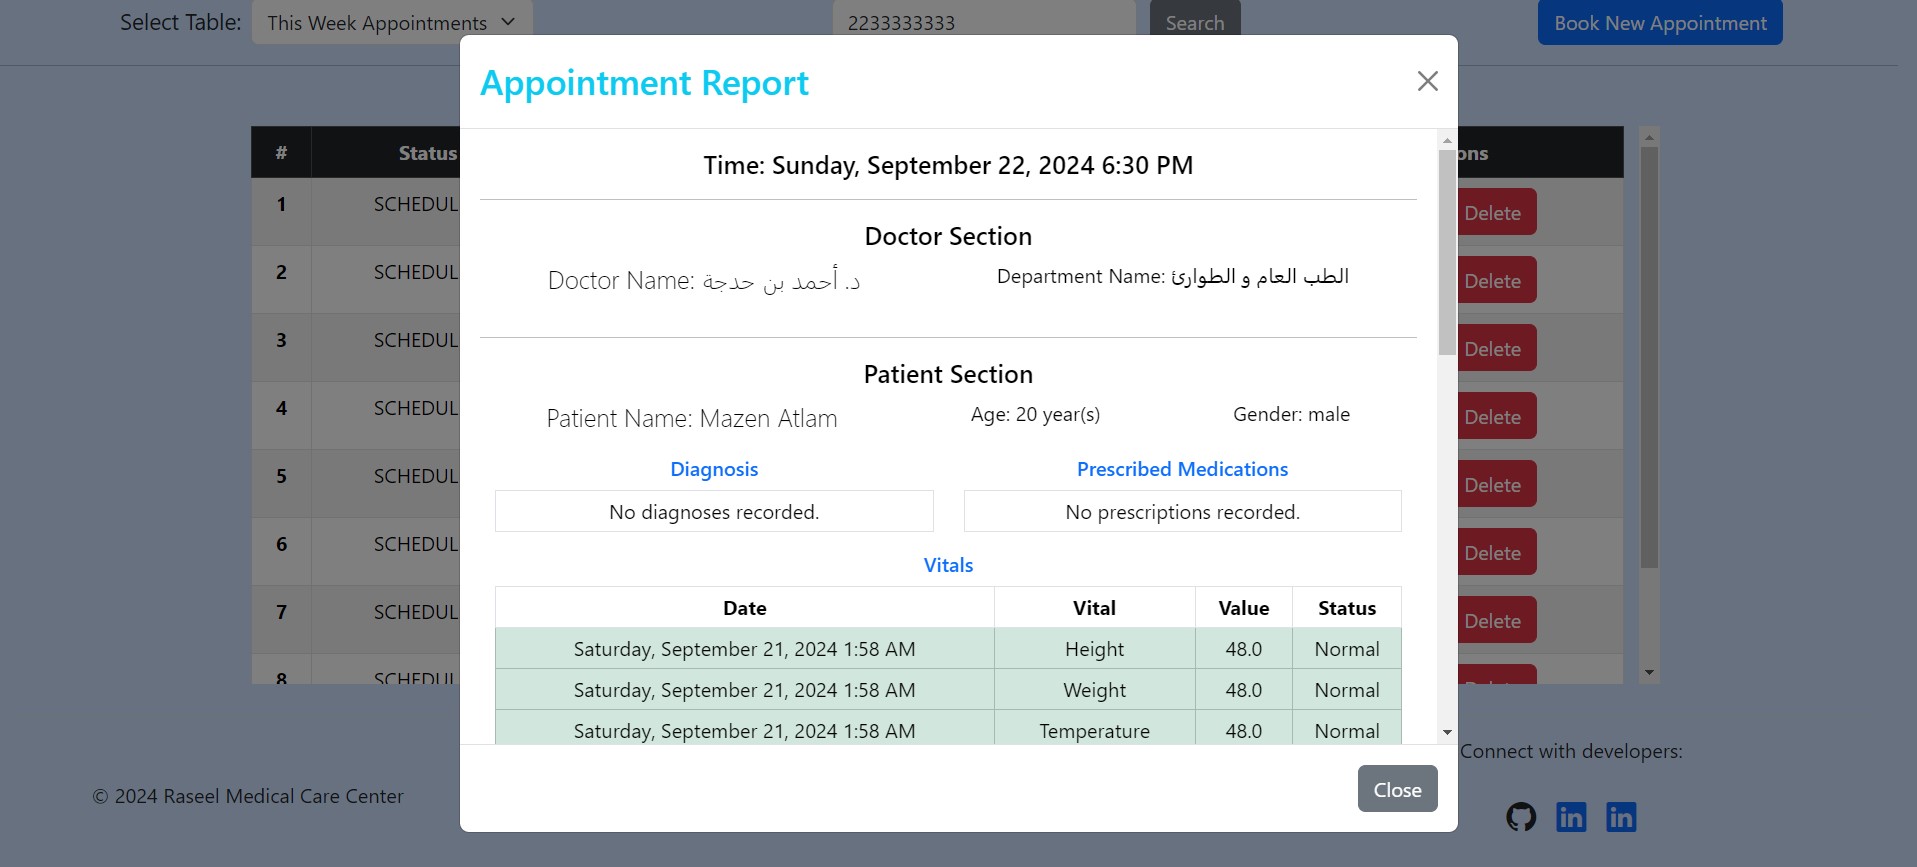 Select Table: This Week Appointments 2233333333 Search Book New Appointment
Appointment Report
# Status
Time: Sunday, September 22, 2024 6:30 PM
Doctor Section
Doctor Name: د. أحمد بن حدجة Department Name: الطب العام و الطوارئ
Patient Section
Patient Name: Mazen Atlam Age: 20 year(s) Gender: male
Diagnosis Prescribed Medications
No diagnoses recorded. No prescriptions recorded.
Vitals
Date Vital Value Status
Saturday, September 21, 2024 1:58 AM Height 48.0 Normal
Saturday, September 21, 2024 1:58 AM Weight 48.0 Normal
Saturday, September 21, 2024 1:58 AM Temperature 48.0 Normal
Close
1 SCHEDUL Delete
2 SCHEDUL Delete
3 SCHEDUL Delete
4 SCHEDUL Delete
5 SCHEDUL Delete
6 SCHEDUL Delete
7 SCHEDUL Delete
8 SCHEDUL
Connect with developers:
© 2024 Raseel Medical Care Center